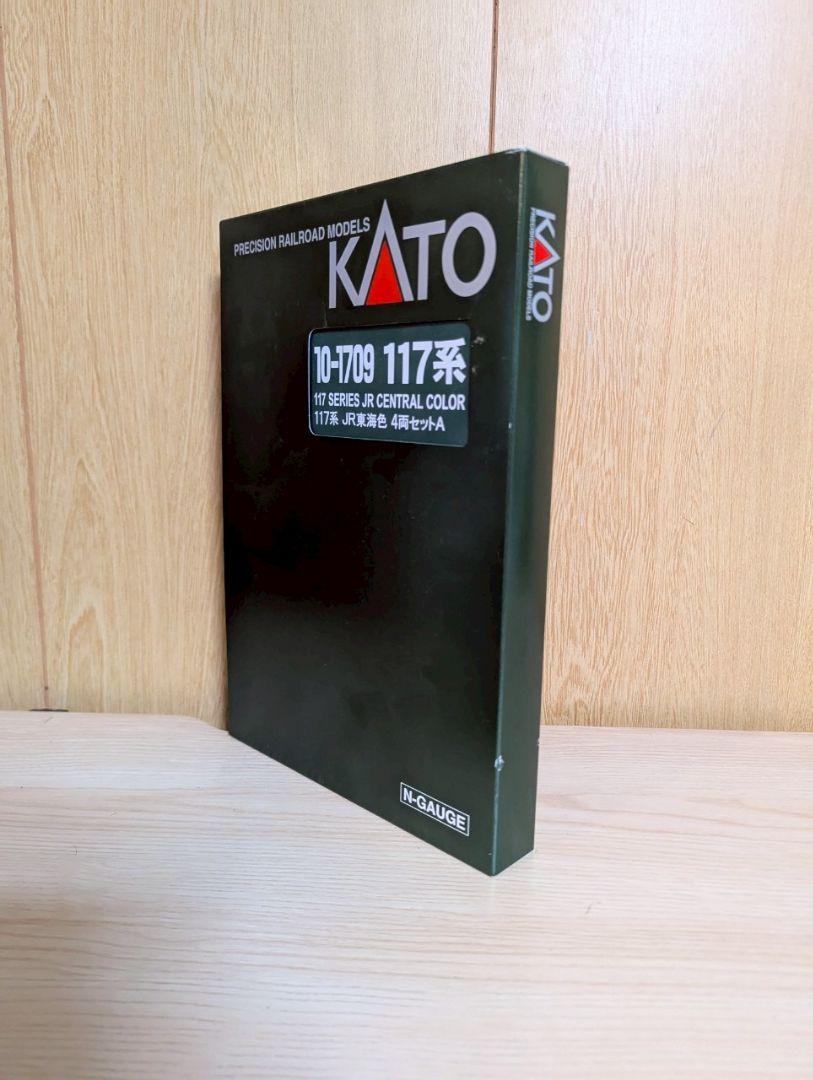 PRECISION RAILROAD MODELS
KATO
10-1709 117系
117 SERIES JR CENTRAL COLOR
117系 JR東海色 4両セットA
N-GAUGE
KATO
PRECISION RAILROAD MODELS